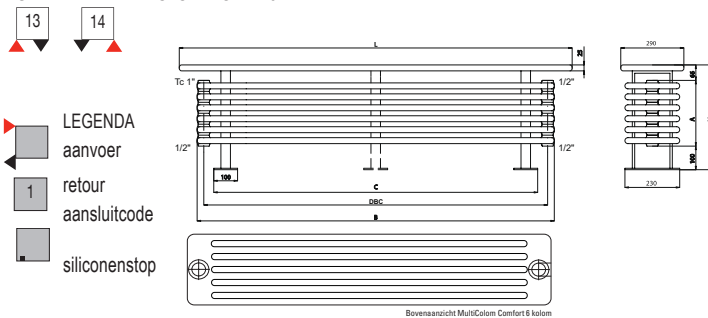 13 14
LEGENDA
aanvoer
1 retour
aansluitcode
siliconenstop
L
25
Tc 1"
1/2"
1/2"
1/2"
100
C
DBC
B
290
65
A
100
230
Bovenaanzicht MultiColom Comfort 6 kolom